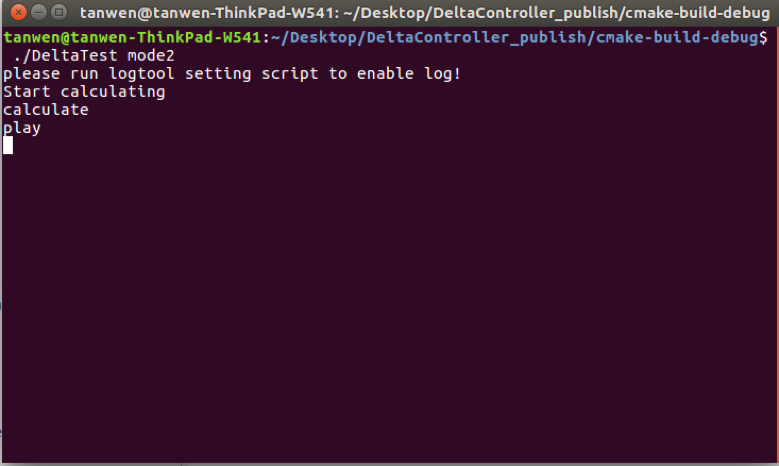 tanwen@tanwen-ThinkPad-W541: ~/Desktop/DeltaController_publish/cmake-build-debug
tanwen@tanwen-ThinkPad-W541:~/Desktop/DeltaController_publish/cmake-build-debug$
./DeltaTest mode2
please run logtool setting script to enable log!
Start calculating
calculate
play